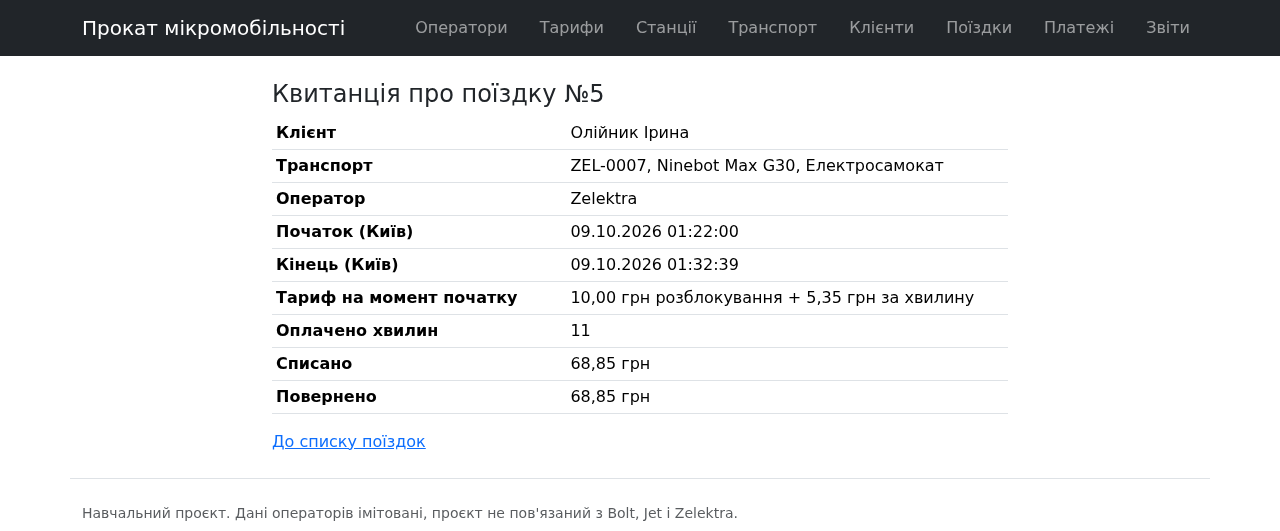 Прокат мікромобільності Оператори Тарифи Станції Транспорт Клієнти Поїздки Платежі Звіти
Квитанція про поїздку №5
Клієнт Олійник Ірина
Транспорт ZEL-0007, Ninebot Max G30, Електросамокат
Оператор Zelektra
Початок (Київ) 09.10.2026 01:22:00
Кінець (Київ) 09.10.2026 01:32:39
Тариф на момент початку 10,00 грн розблокування + 5,35 грн за хвилину
Оплачено хвилин 11
Списано 68,85 грн
Повернено 68,85 грн
До списку поїздок
Навчальний проєкт. Дані операторів імітовані, проєкт не пов'язаний з Bolt, Jet і Zelektra.